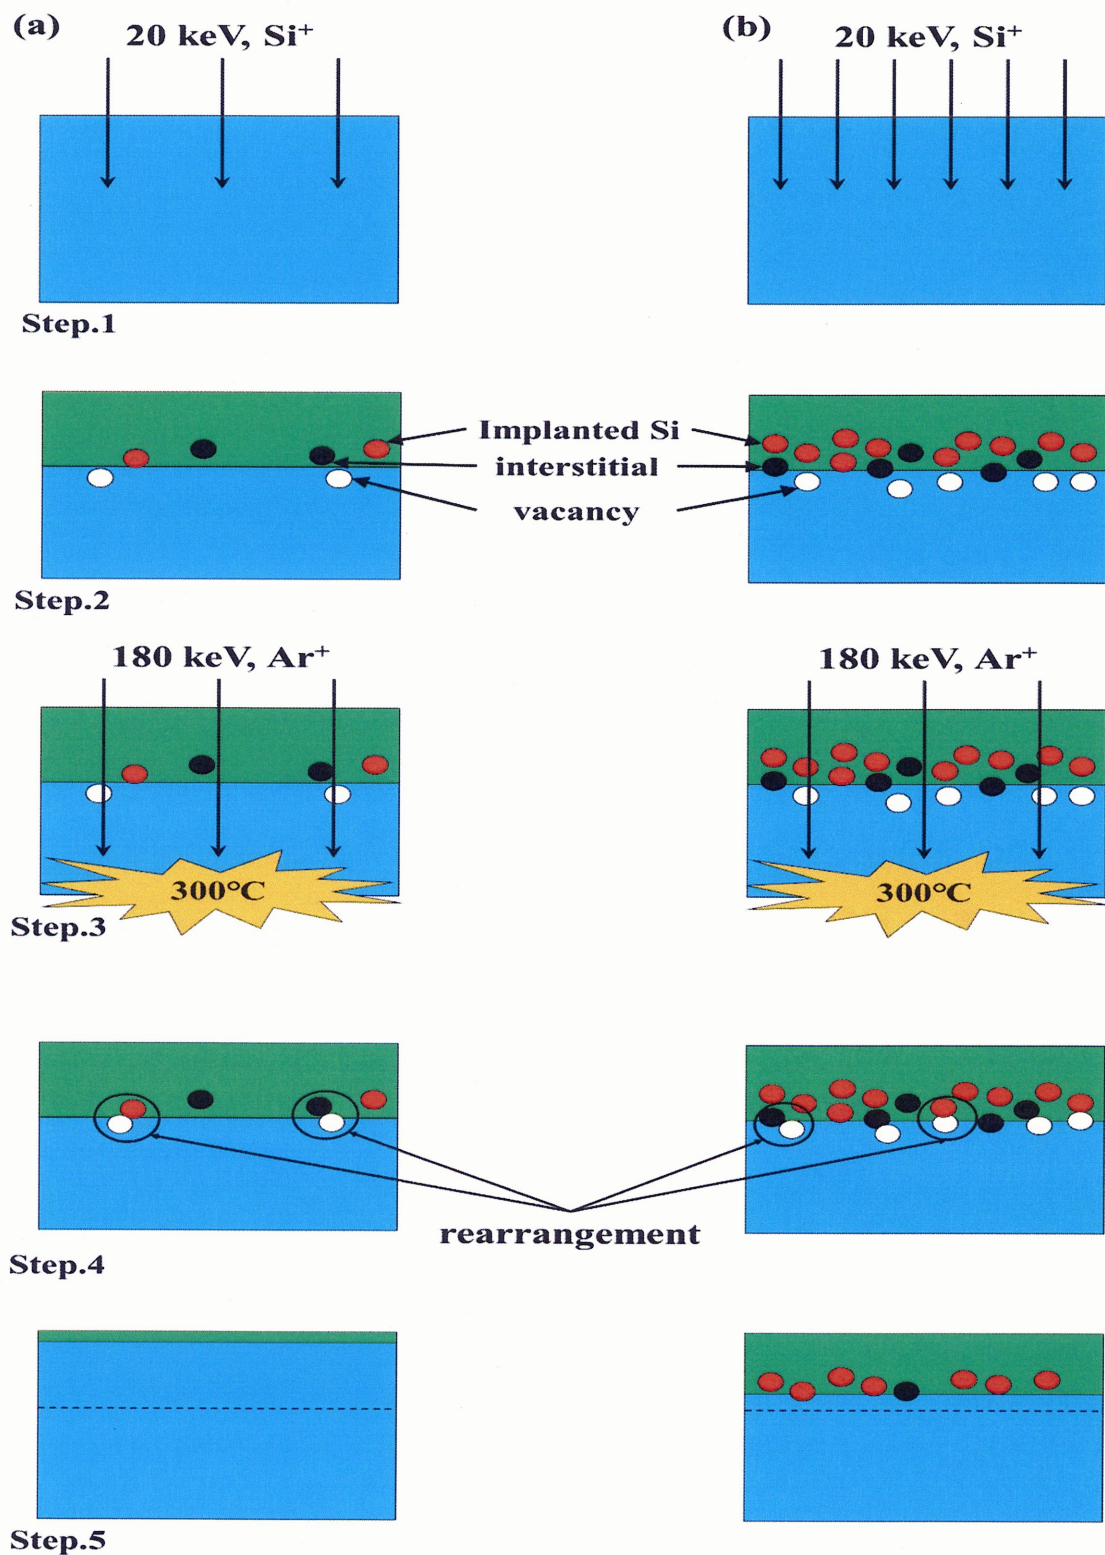 (a)
20 keV, Si⁺
(b)
20 keV, Si⁺
Step.1
Implanted Si
interstitial
vacancy
Step.2
180 keV, Ar⁺
180 keV, Ar⁺
300°C
300°C
Step.3
rearrangement
Step.4
Step.5